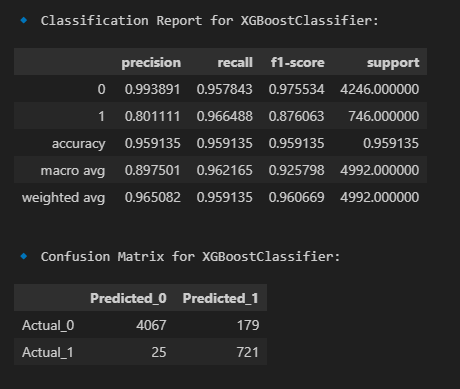 🔹 Classification Report for XGBoostClassifier:
precision recall f1-score support
0 0.993891 0.957843 0.975534 4246.000000
1 0.801111 0.966488 0.876063 746.000000
accuracy 0.959135 0.959135 0.959135 0.959135
macro avg 0.897501 0.962165 0.925798 4992.000000
weighted avg 0.965082 0.959135 0.960669 4992.000000
🔹 Confusion Matrix for XGBoostClassifier:
Predicted_0 Predicted_1
Actual_0 4067 179
Actual_1 25 721